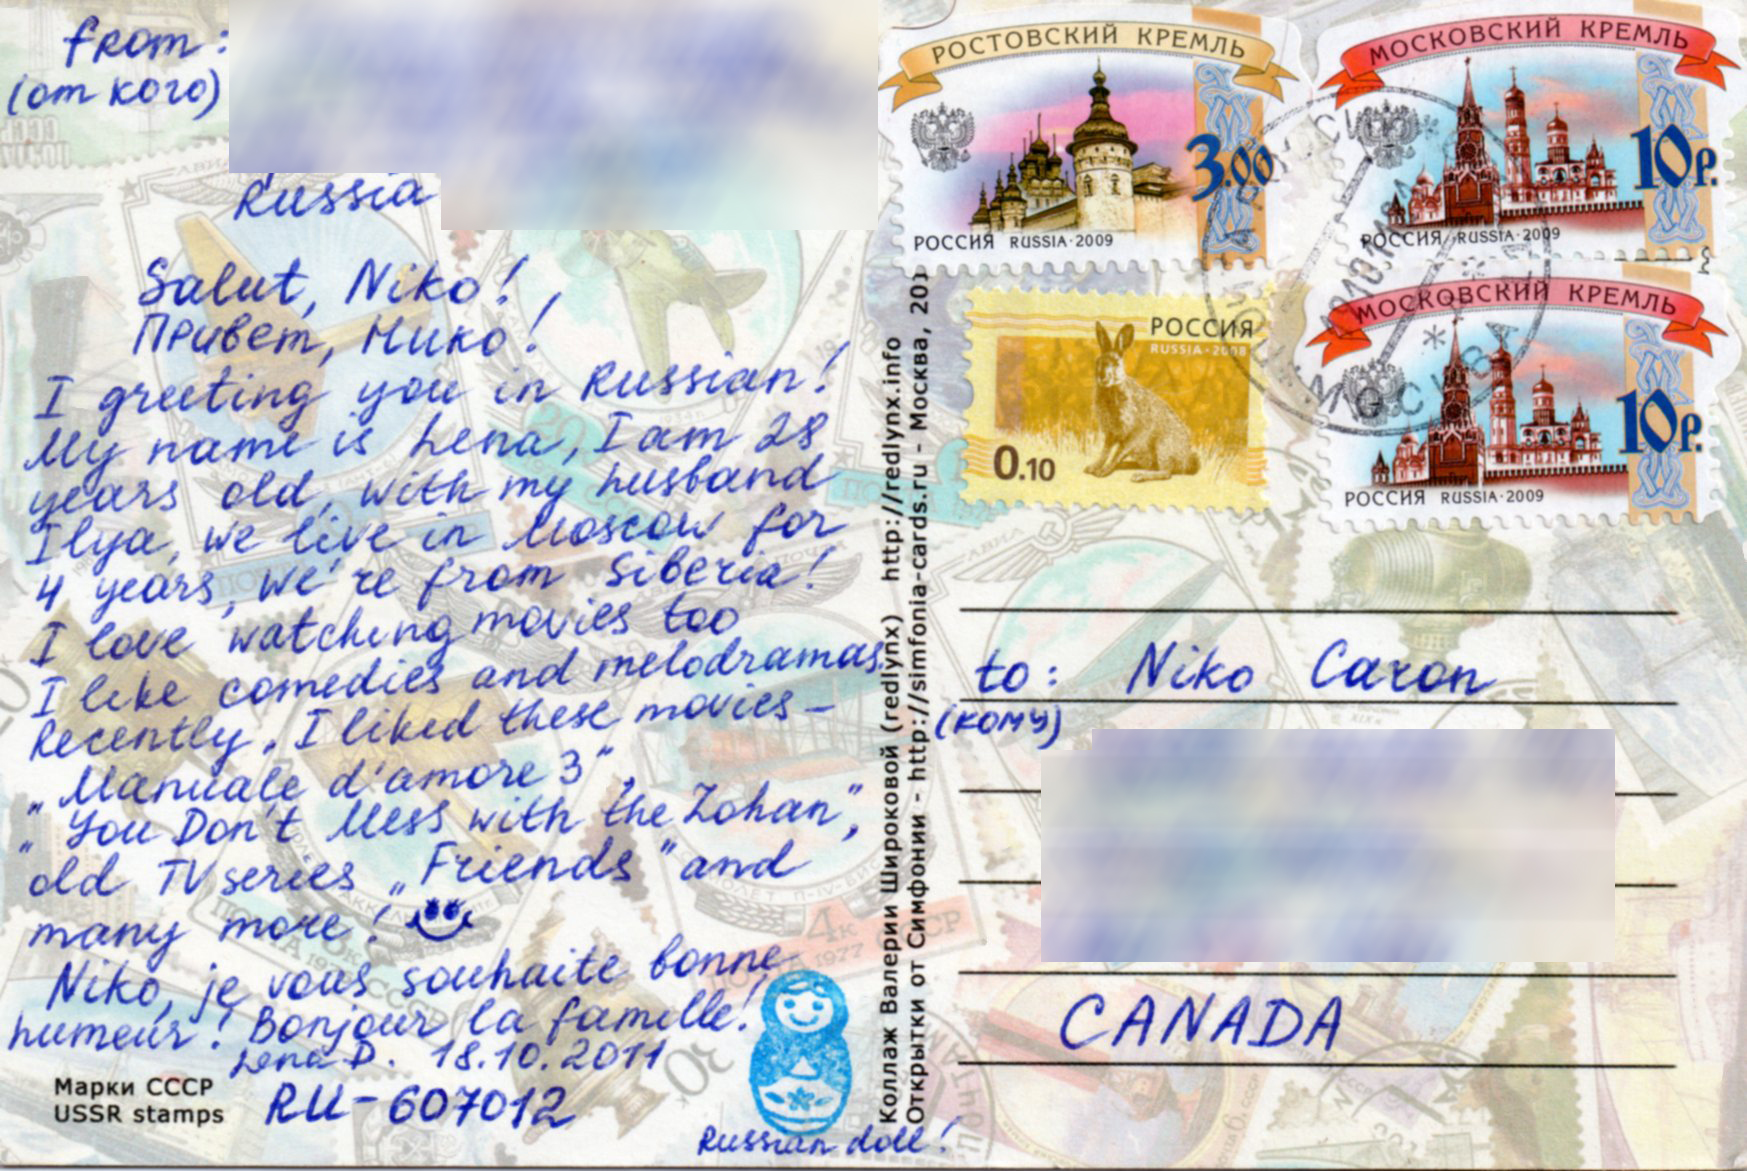 from:
(от кого)
Russia
Salut, Niko!
Привет, Нико!
I greeting you in Russian!
My name is Lena, I am 28
years old, with my husband
Ilya, we live in Moscow for
4 years, we're from Siberia!
I love watching movies too
I like comedies and melodramas.
Recently, I liked these movies -
„Manuale d'amore 3",
„You Don't Mess with the Zohan",
old TV series „Friends" and
many more!
Niko, je vous souhaite bonne
humeur! Bonjour la famille!
Lena D. 18.10.2011
Марки СССР
USSR stamps
RU-607012
Russian doll!
Коллаж Валерии Широковой (redlynx) http://redlynx.info
Открытки от Симфонии - http://simfonia-cards.ru - Москва, 201
РОСТОВСКИЙ КРЕМЛЬ
3.00
РОССИЯ RUSSIA·2009
МОСКОВСКИЙ КРЕМЛЬ
10р.
РОССИЯ RUSSIA·2009
РОССИЯ
RUSSIA·2008
0.10
МОСКОВСКИЙ КРЕМЛЬ
10р.
РОССИЯ RUSSIA·2009
МОСКВА
to: Niko Caron
(кому)
CANADA